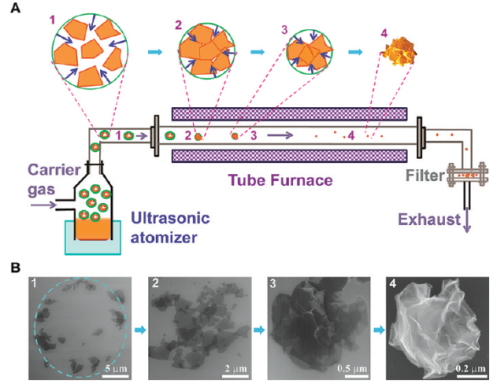 A
1
2
3
4
1
2
3
4
Carrier
gas
Tube Furnace
Filter
Ultrasonic
atomizer
Exhaust
B
1
2
3
4
5 μm
2 μm
0.5 μm
0.2 μm